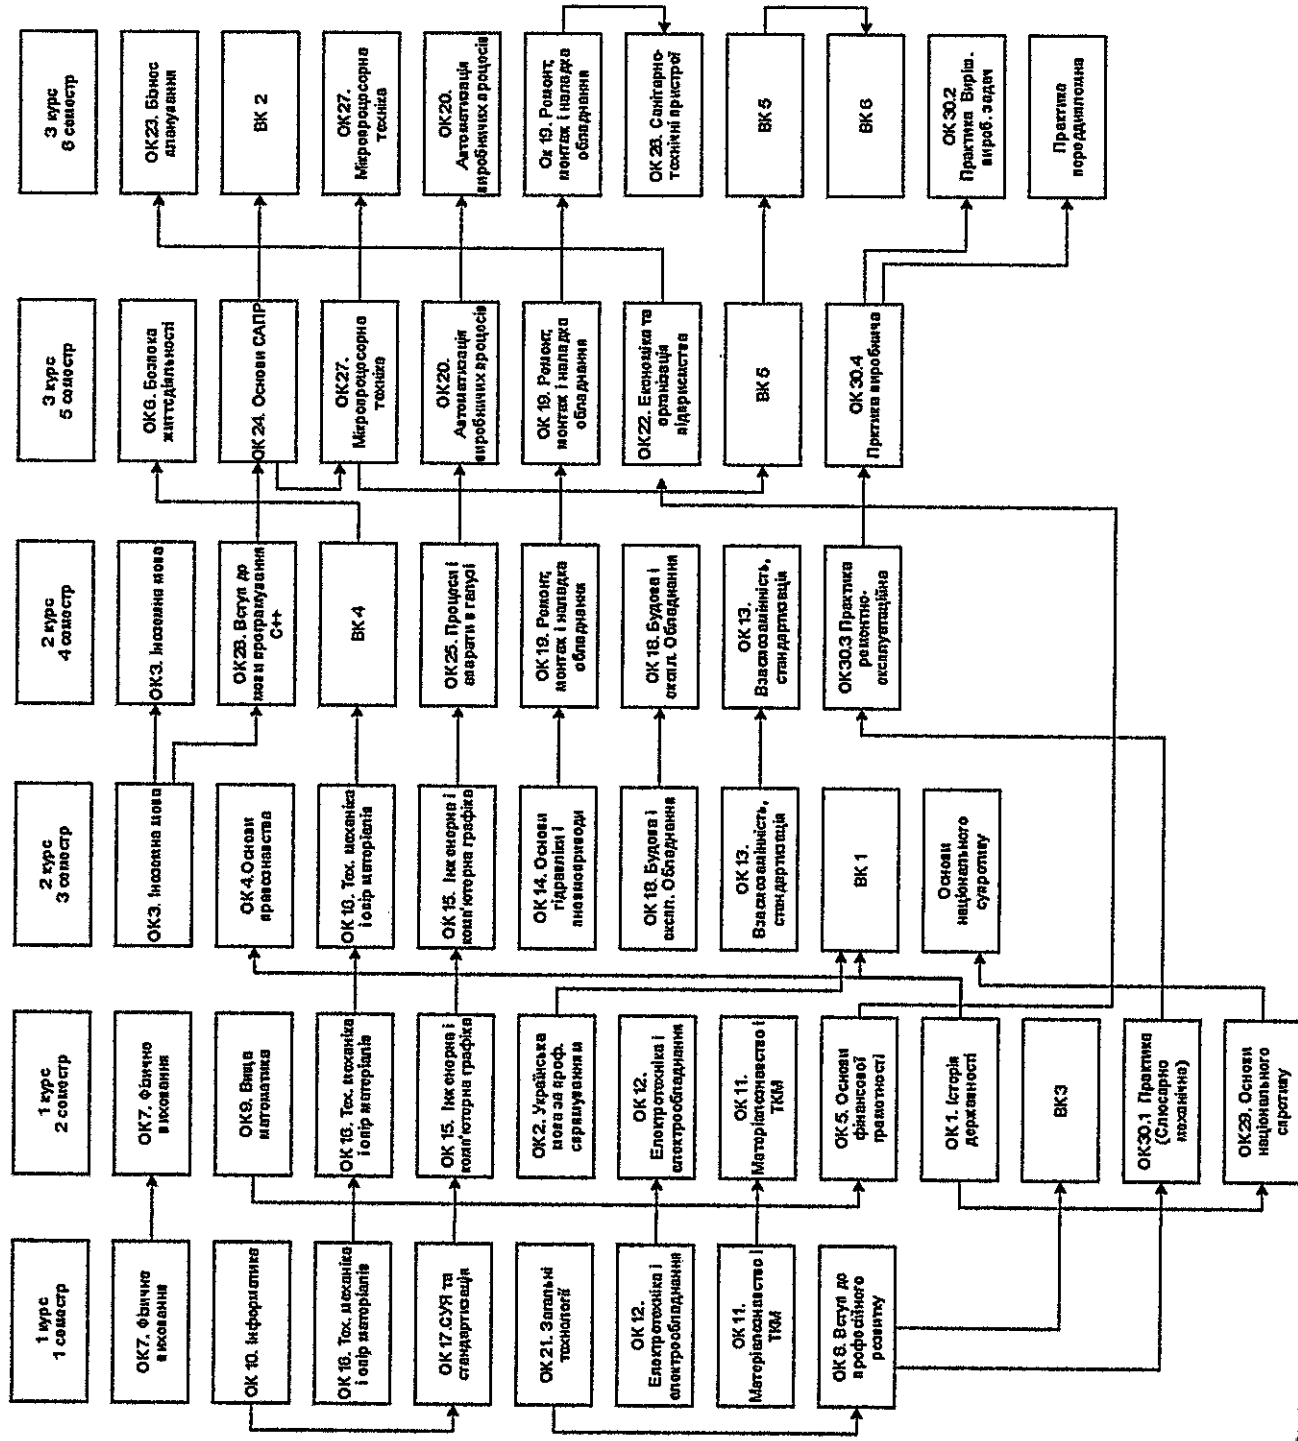 1 курс
1 семестр
ОК7. Фізичне
виховання
ОК 10. Інформатика
ОК 16. Тех. механіка
і опір матеріалів
ОК 17.СУЯ та
стандартизація
ОК 21. Загальні
технології
ОК 12.
Електротехніка і
електрообладнання
ОК 11.
Матеріалознавство і
ТКМ
ОК 8. Вступ до
професійного
розвитку
1 курс
2 семестр
ОК7. Фізичне
виховання
ОК9. Вища
математика
ОК 16. Тех. механіка
і опір матеріалів
ОК 15. Інженерна і
комп'ютерна графіка
ОК2. Українська
мова за проф.
спрямуванням
ОК 12.
Електротехніка і
електрообладнання
ОК 11.
Матеріалознавство і
ТКМ
ОК 5. Основи
фінансової
грамотності
ОК 1. Історія
державності
ВК3
ОК30.1 Практика
(Слюсарно
механічна)
ОК29. Основи
національного
спротиву
2 курс
3 семестр
ОК3. Іноземна мова
ОК 4.Основи
правознавства
ОК 16. Тех. механіка
і опір матеріалів
ОК 15. Інженерна і
комп'ютерна графіка
ОК 14. Основи
гідравліки і
пневмоприводи
ОК 18. Будова і
експл. Обладнання
ОК 13.
Взаємозамінність,
стандартизація
ВК 1
Основи
національного
супротиву
2 курс
4 семестр
ОК3. Іноземна мова
ОК28. Вступ до
мови програмування
С++
ВК 4
ОК25. Процеси і
апарати в галузі
ОК 19. Ремонт,
монтаж і наладка
обладнання
ОК 18. Будова і
експл. Обладнання
ОК 13.
Взаємозамінність,
стандартизація
ОК30.3 Практика
ремонтно-
експлуатаційна
3 курс
5 семестр
ОК6. Безпека
життєдіяльності
ОК 24. Основи САПР
ОК27.
Мікропроцесорна
техніка
ОК20.
Автоматизація
виробничих процесів
ОК 19. Ремонт,
монтаж і наладка
обладнання
ОК22. Економіка та
організація
підприємства
ВК 5
ОК 30.4
Прктика виробнича
3 курс
6 семестр
ОК23. Бізнес
планування
ВК 2
ОК27.
Мікропроцесорна
техніка
ОК20.
Автоматизація
виробничих процесів
Ок 19. Ремонт,
монтаж і наладка
обладнання
ОК 26. Санітарно-
технічні пристрої
ВК 5
ВК 6
ОК 30.2
Практика Виріш.
вироб. задач
Практика
переддипломна